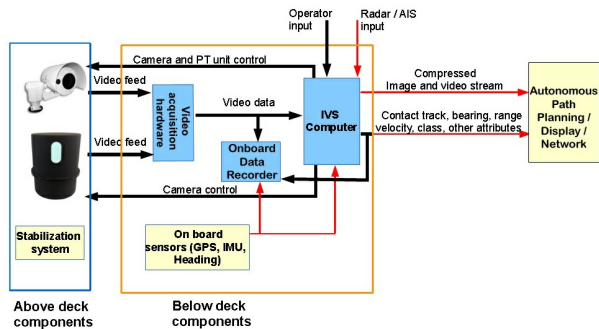 Operator
input
Radar / AIS
input
Camera and PT unit control
Video feed
Video
acquisition
hardware
Video data
IVS
Computer
Compressed
Image and video stream
Autonomous
Path
Planning /
Display /
Network
Contact track, bearing, range
velocity, class, other attributes
Video feed
Onboard
Data
Recorder
Camera control
Stabilization
system
On board
sensors (GPS, IMU,
Heading)
Above deck
components
Below deck
components